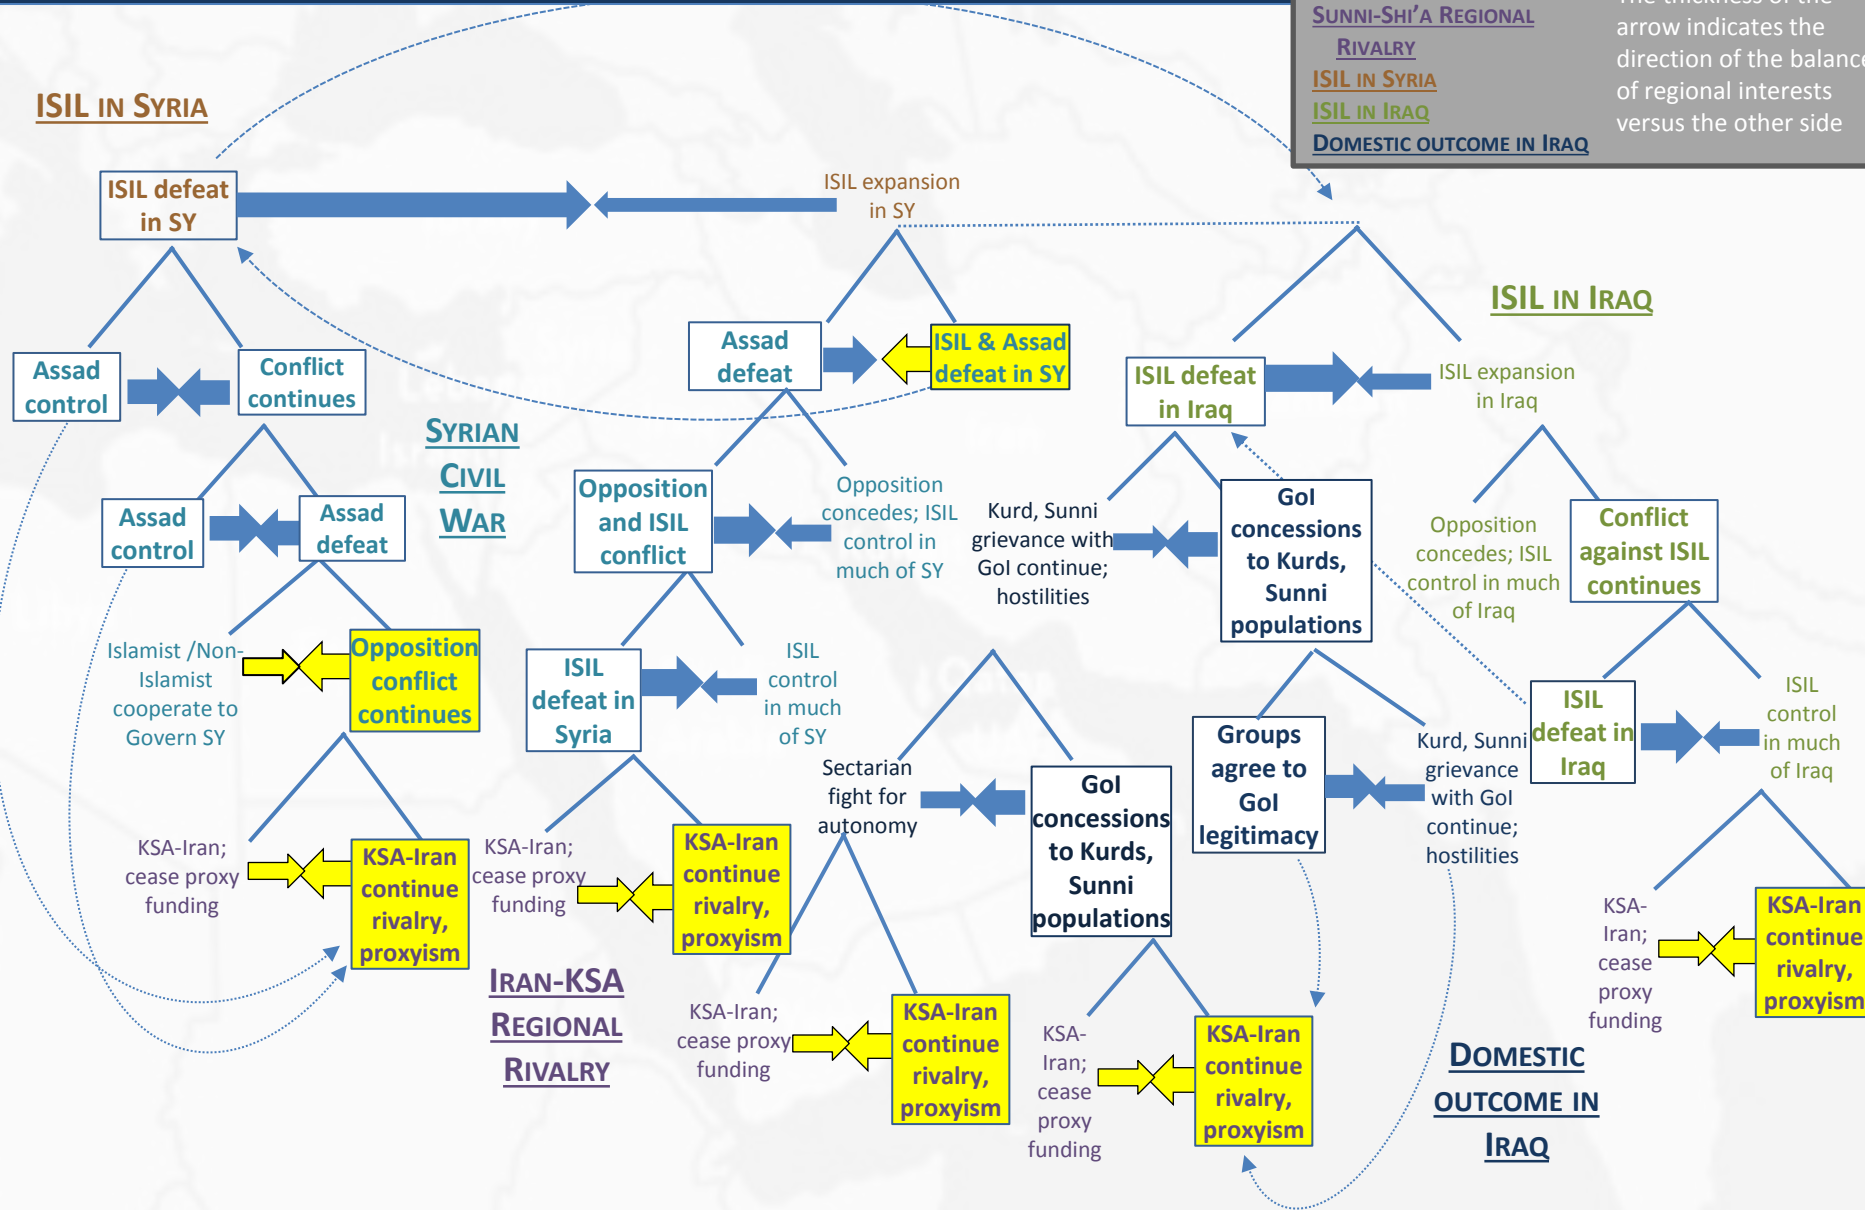 SUNNI-SHI'A REGIONAL
RIVALRY
ISIL IN SYRIA
ISIL IN IRAQ
DOMESTIC OUTCOME IN IRAQ
The thickness of the
arrow indicates the
direction of the balance
of regional interests
versus the other side
ISIL IN SYRIA
ISIL defeat
in SY
ISIL expansion
in SY
ISIL IN IRAQ
Assad
control
Conflict
continues
Assad
defeat
ISIL & Assad
defeat in SY
ISIL defeat
in Iraq
ISIL expansion
in Iraq
SYRIAN
CIVIL
WAR
Assad
control
Assad
defeat
Opposition
and ISIL
conflict
Opposition
concedes; ISIL
control in
much of SY
Kurd, Sunni
grievance with
GoI continue;
hostilities
GoI
concessions
to Kurds,
Sunni
populations
Opposition
concedes; ISIL
control in much
of Iraq
Conflict
against ISIL
continues
Islamist /Non-
Islamist
cooperate to
Govern SY
Opposition
conflict
continues
ISIL
defeat in
Syria
ISIL
control
in much
of SY
Sectarian
fight for
autonomy
GoI
concessions
to Kurds,
Sunni
populations
Groups
agree to
GoI
legitimacy
Kurd, Sunni
grievance
with GoI
continue;
hostilities
ISIL
defeat in
Iraq
ISIL
control
in much
of Iraq
KSA-Iran;
cease proxy
funding
KSA-Iran
continue
rivalry,
proxyism
KSA-Iran;
cease proxy
funding
KSA-Iran
continue
rivalry,
proxyism
KSA-
Iran;
cease
proxy
funding
KSA-Iran
continue
rivalry,
proxyism
IRAN-KSA
REGIONAL
RIVALRY
KSA-Iran;
cease proxy
funding
KSA-Iran
continue
rivalry,
proxyism
KSA-
Iran;
cease
proxy
funding
KSA-Iran
continue
rivalry,
proxyism
DOMESTIC
OUTCOME IN
IRAQ